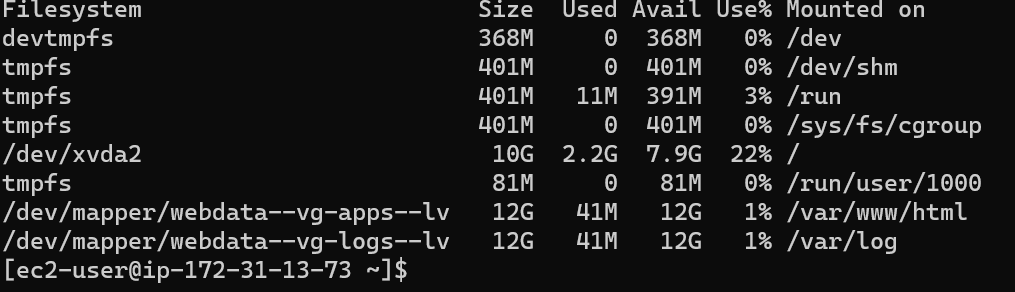 Filesystem Size Used Avail Use% Mounted on
devtmpfs 368M 0 368M 0% /dev
tmpfs 401M 0 401M 0% /dev/shm
tmpfs 401M 11M 391M 3% /run
tmpfs 401M 0 401M 0% /sys/fs/cgroup
/dev/xvda2 10G 2.2G 7.9G 22% /
tmpfs 81M 0 81M 0% /run/user/1000
/dev/mapper/webdata--vg-apps--lv 12G 41M 12G 1% /var/www/html
/dev/mapper/webdata--vg-logs--lv 12G 41M 12G 1% /var/log
[ec2-user@ip-172-31-13-73 ~]$